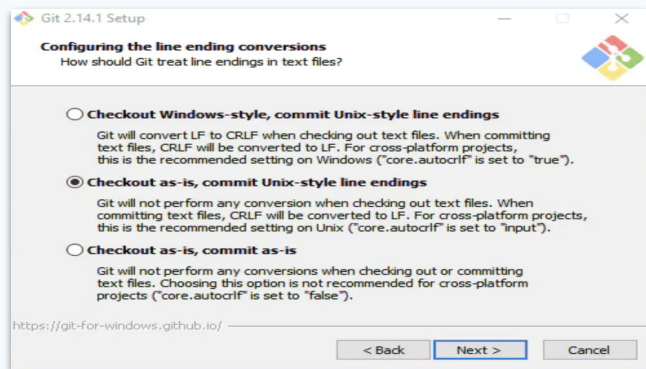 Git 2.14.1 Setup
Configuring the line ending conversions
How should Git treat line endings in text files?
Checkout Windows-style, commit Unix-style line endings
Git will convert LF to CRLF when checking out text files. When committing
text files, CRLF will be converted to LF. For cross-platform projects,
this is the recommended setting on Windows ("core.autocrlf" is set to "true").
Checkout as-is, commit Unix-style line endings
Git will not perform any conversion when checking out text files. When
committing text files, CRLF will be converted to LF. For cross-platform projects,
this is the recommended setting on Unix ("core.autocrlf" is set to "input").
Checkout as-is, commit as-is
Git will not perform any conversions when checking out or committing
text files. Choosing this option is not recommended for cross-platform
projects ("core.autocrlf" is set to "false").
https://git-for-windows.github.io/
< Back Next > Cancel